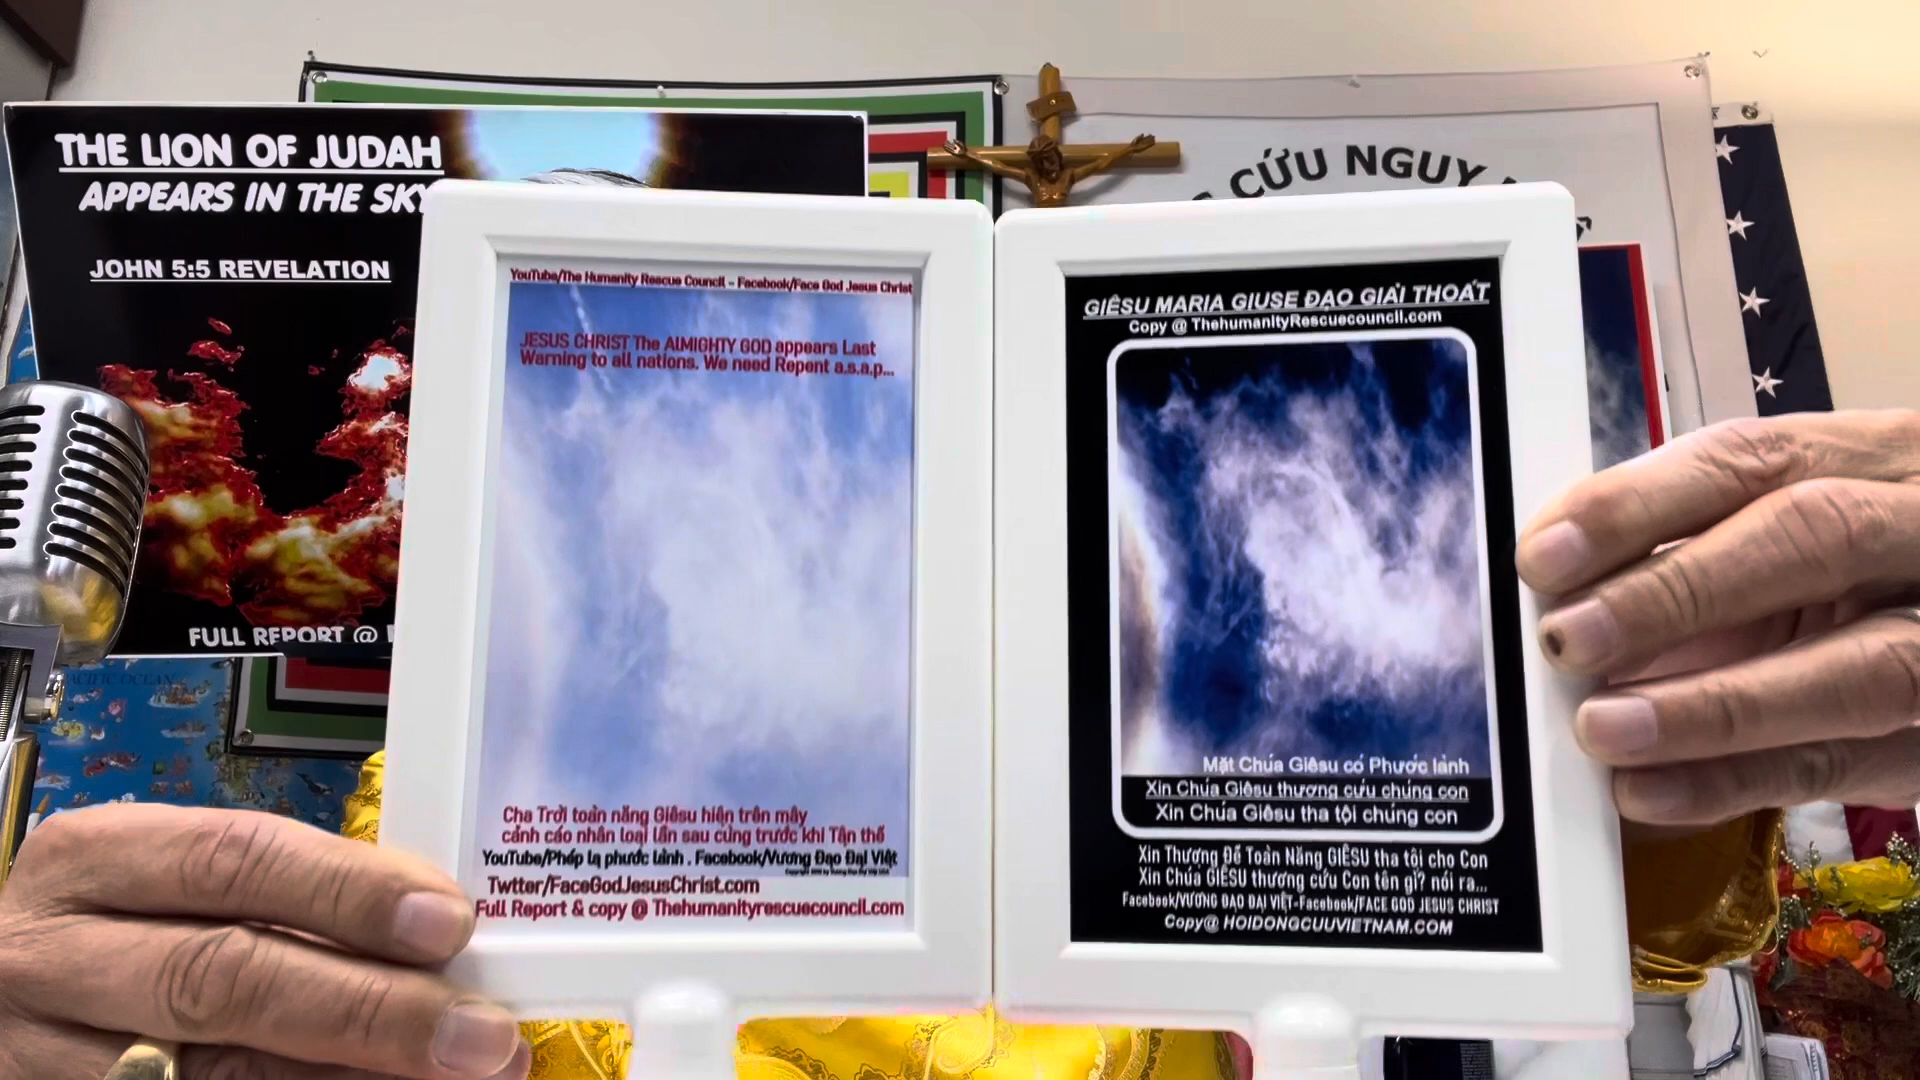 THE LION OF JUDAH
APPEARS IN THE SKY
JOHN 5:5 REVELATION
FULL REPORT @
PACIFIC OCEAN
CỨU NGUY
YouTube/The Humanity Rescue Council - Facebook/Face God Jesus Christ
JESUS CHRIST The ALMIGHTY GOD appears Last
Warning to all nations. We need Repent a.s.a.p...
Cha Trời toàn năng Giêsu hiện trên mây
cảnh cáo nhân loại lần sau cùng trước khi Tận thế
YouTube/Phép lạ phước lành . Facebook/Vương Đạo Đại Việt
Twtter/FaceGodJesusChrist.com
Full Report & copy @ Thehumanityrescuecouncil.com
GIÊSU MARIA GIUSE ĐẠO GIẢI THOÁT
Copy @ ThehumanityRescuecouncil.com
Mặt Chúa Giêsu có Phước lành
Xin Chúa Giêsu thương cứu chúng con
Xin Chúa Giêsu tha tội chúng con
Xin Thượng Đế Toàn Năng GIÊSU tha tội cho Con
Xin Chúa GIÊSU thương cứu Con tên gì? nói ra...
Facebook/VƯƠNG ĐẠO ĐẠI VIỆT-Facebook/FACE GOD JESUS CHRIST
Copy@ HOIDONGCUUVIETNAM.COM